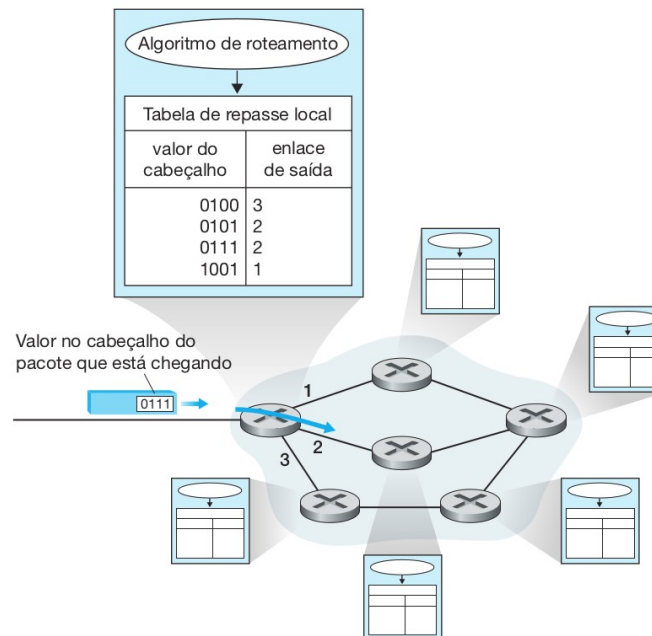 Algoritmo de roteamento
Tabela de repasse local
valor do
cabeçalho
enlace
de saída
0100 3
0101 2
0111 2
1001 1
Valor no cabeçalho do
pacote que está chegando
0111
1
2
3